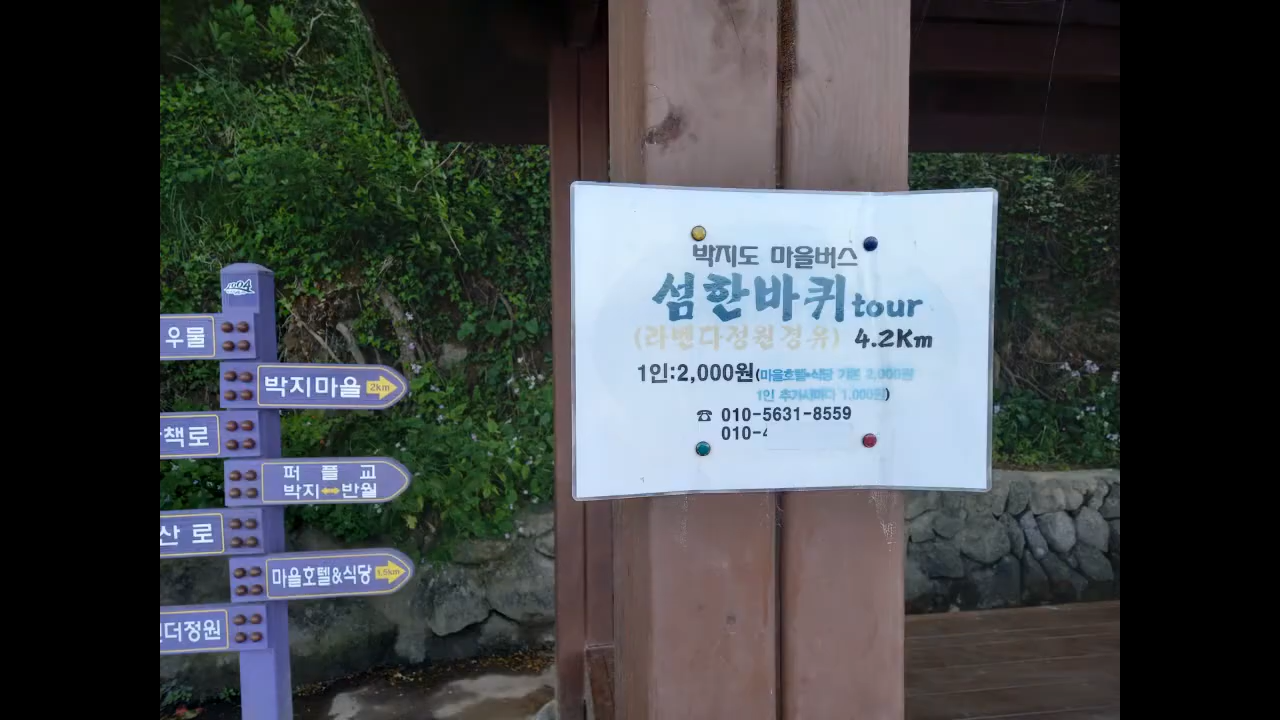 박지도 마을버스
섬한바퀴tour
(라벤다정원경유) 4.2Km
1인:2,000원(마을호텔•식당 기본 2,000원
1인 추가시마다 1,000원)
☎ 010-5631-8559
010-4
1004
우물
박지마을 2km
책로
퍼플교
박지↔반월
산로
마을호텔&식당 1.5km
더정원